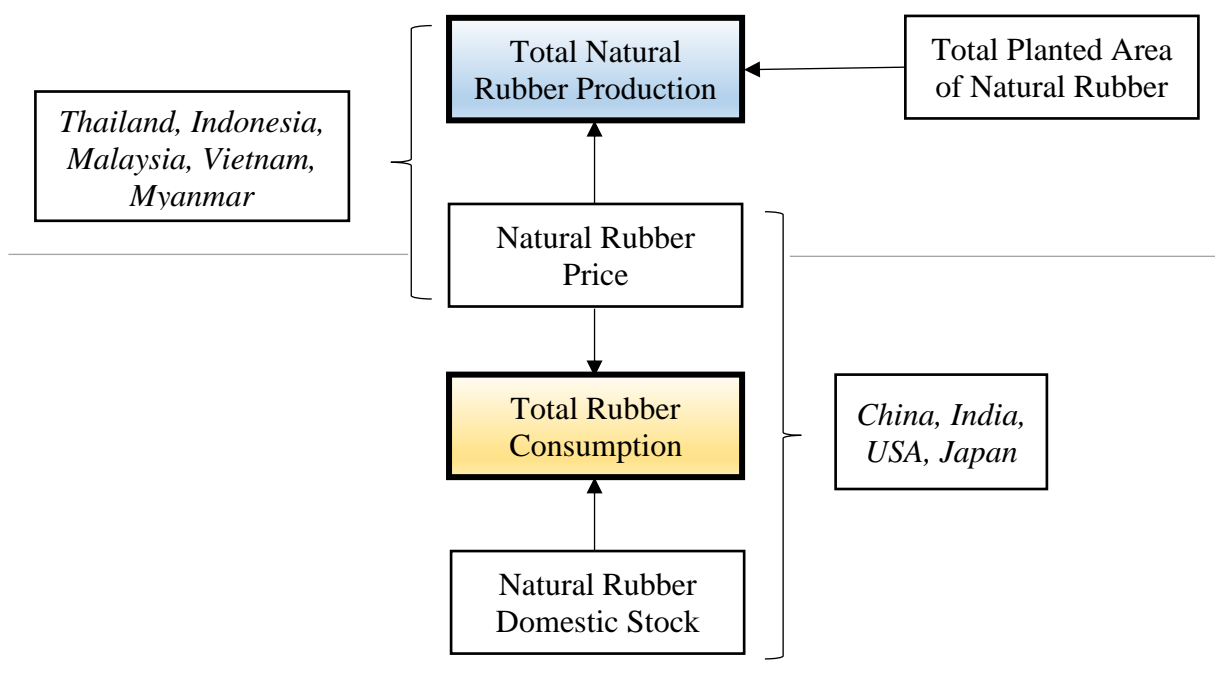 Total Natural
Rubber Production
Total Planted Area
of Natural Rubber
Thailand, Indonesia,
Malaysia, Vietnam,
Myanmar
Natural Rubber
Price
Total Rubber
Consumption
China, India,
USA, Japan
Natural Rubber
Domestic Stock